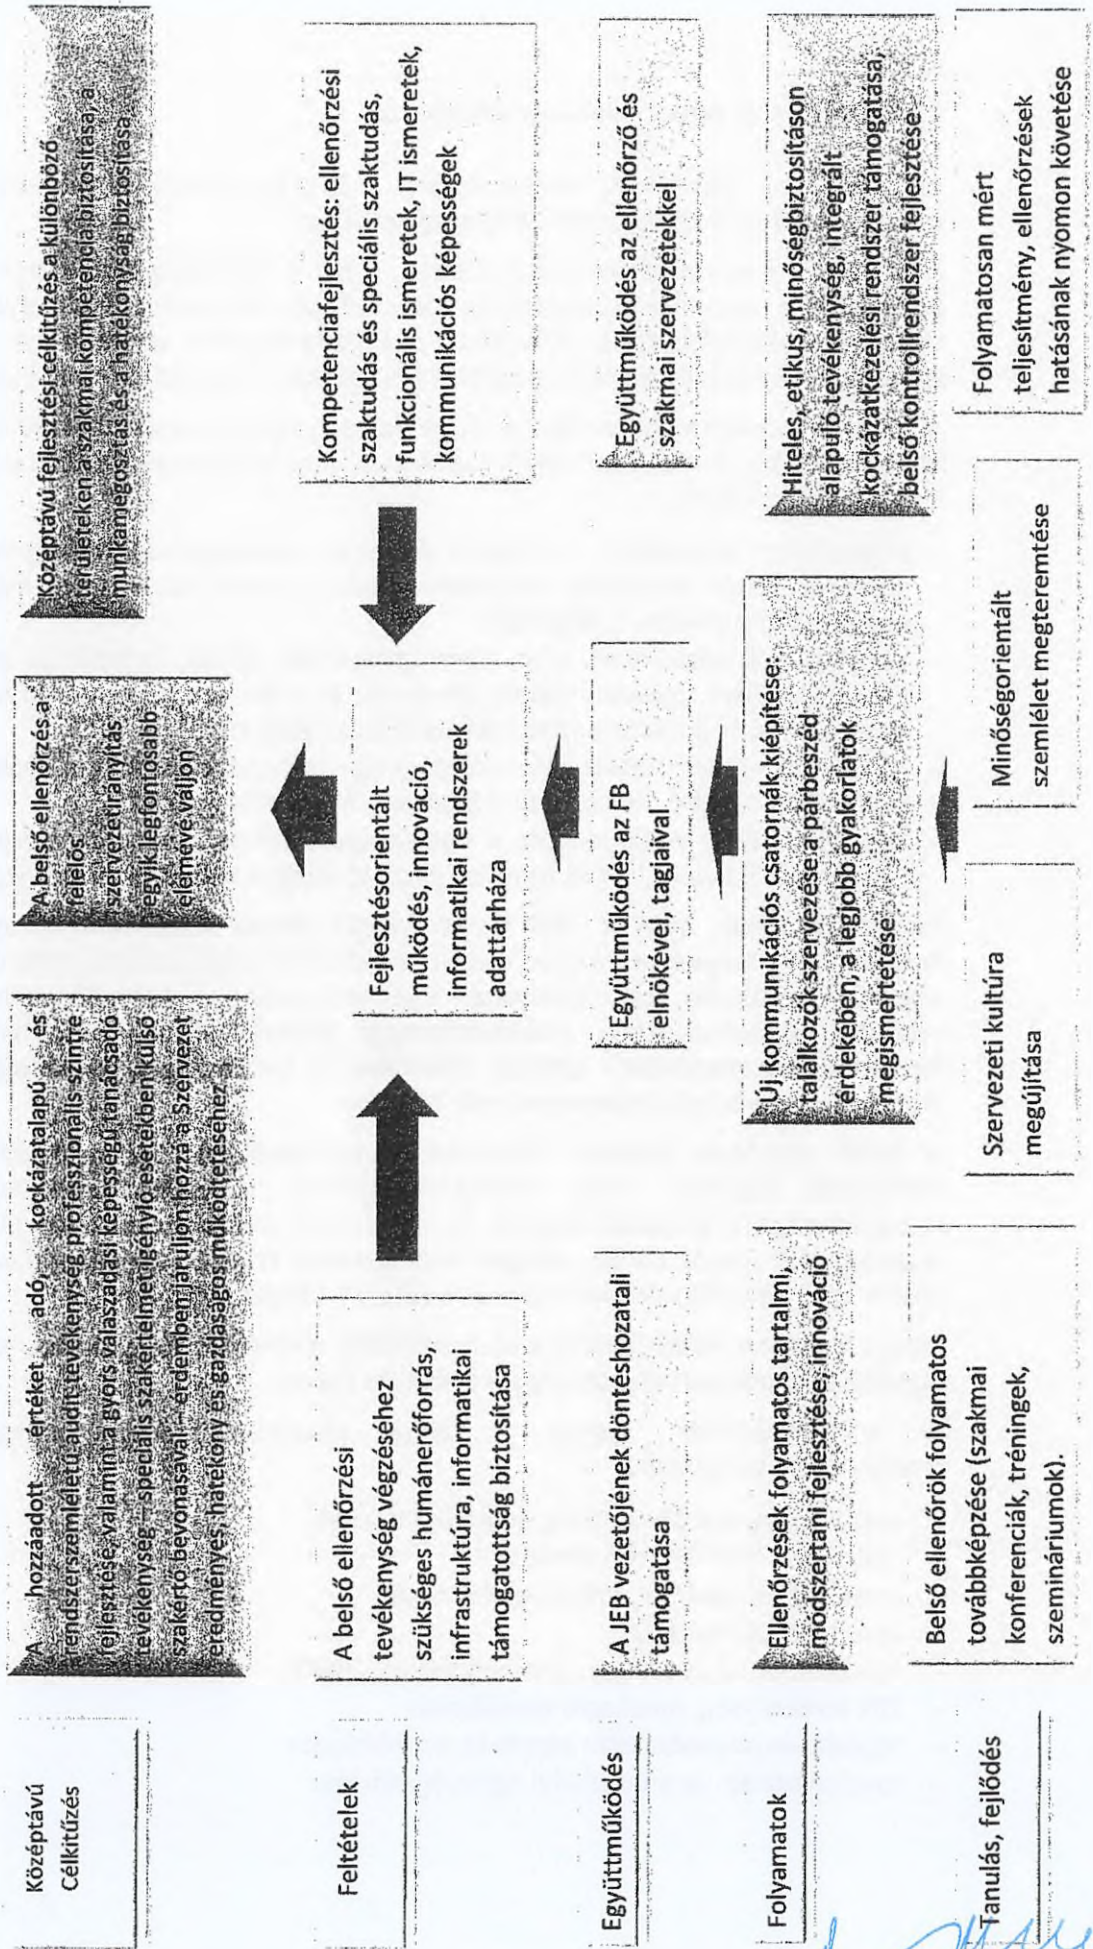 Középtávú
Célkitűzés
A hozzáadott értéket adó, kockázatalapú és
rendszerszemléletű audit tevékenység professzionális szintre
fejlesztése, valamint a gyors válaszadási képességű tanácsadó
tevékenység – speciális szakértelmet igénylő esetekben külső
szakértő bevonásával – érdemben járuljon hozzá a Szervezet
eredményes, hatékony és gazdaságos működtetéséhez
A belső ellenőrzés a
felelős
szervezetirányítás
egyik legfontosabb
elemévé váljon
Középtávú fejlesztési célkitűzés a különböző
területeken a szakmai kompetencia biztosítása, a
munkamegosztás és a hatékonyság biztosítása
Feltételek
A belső ellenőrzési
tevékenység végzéséhez
szükséges humánerőforrás,
infrastruktúra, informatikai
támogatottság biztosítása
Fejlesztésorientált
működés, innováció,
informatikai rendszerek
adattárháza
Kompetenciafejlesztés: ellenőrzési
szaktudás és speciális szaktudás,
funkcionális ismeretek, IT ismeretek,
kommunikációs képességek
Együttműködés
A JEB vezetőjének döntéshozatali
támogatása
Együttműködés az FB
elnökével, tagjaival
Együttműködés az ellenőrző és
szakmai szervezetekkel
Folyamatok
Ellenőrzések folyamatos tartalmi,
módszertani fejlesztése, innováció
Új kommunikációs csatornák kiépítése:
találkozók szervezése a párbeszéd
érdekében, a legjobb gyakorlatok
megismertetése
Hiteles, etikus, minőségbiztosításon
alapuló tevékenység, integrált
kockázatkezelési rendszer támogatása,
belső kontrollrendszer fejlesztése
Tanulás, fejlődés
Belső ellenőrök folyamatos
továbbképzése (szakmai
konferenciák, tréningek,
szemináriumok).
Szervezeti kultúra
megújítása
Minőségorientált
szemlélet megteremtése
Folyamatosan mért
teljesítmény, ellenőrzések
hatásának nyomon követése